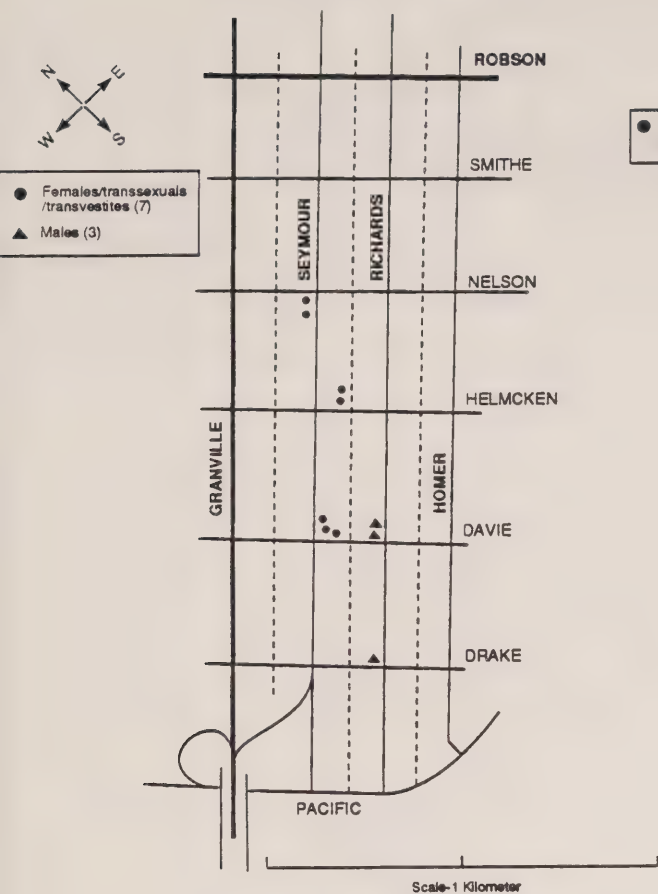 N
E
W
S
Females/transsexuals
/transvestites (7)
Males (3)
ROBSON
SMITHE
SEYMOUR
RICHARDS
NELSON
HELMCKEN
GRANVILLE
HOMER
DAVIE
DRAKE
PACIFIC
Scale-1 Kilometer